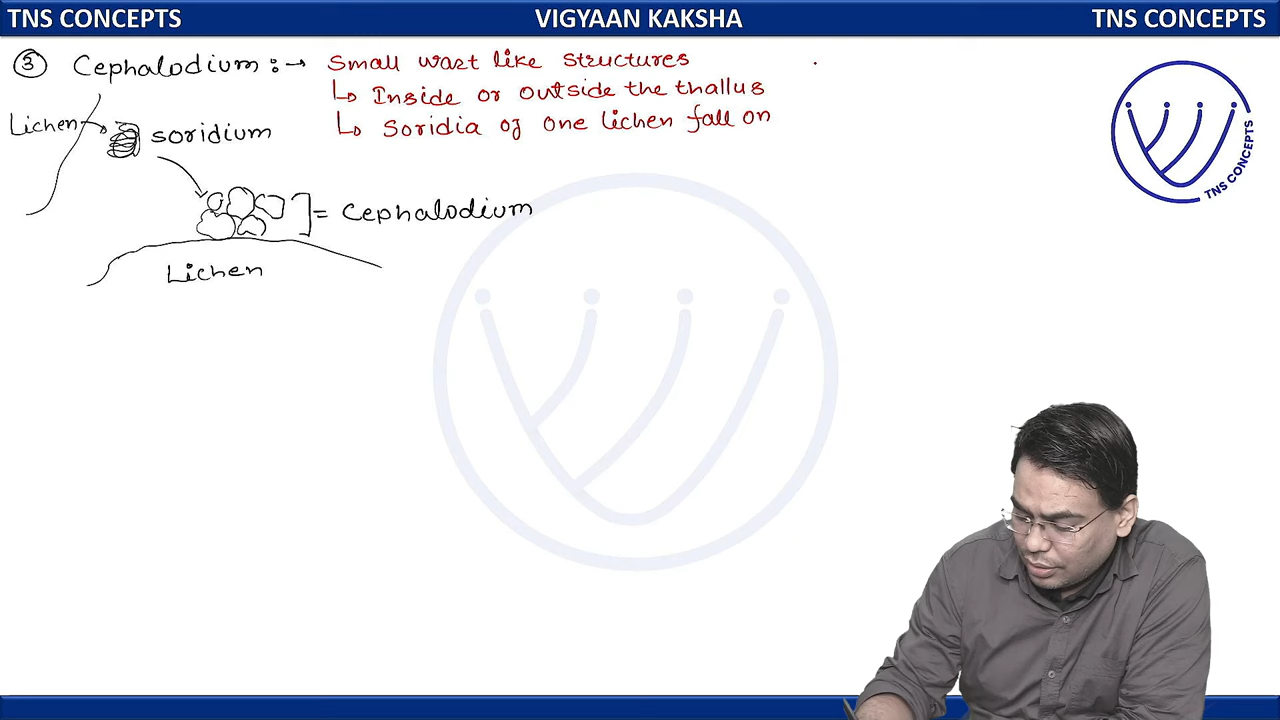 TNS CONCEPTS VIGYAAN KAKSHA TNS CONCEPTS
③ Cephalodium :→ Small wast like structures
↳ Inside or outside the thallus
↳ Soridia of one lichen fall on
Lichen → soridium
= Cephalodium
Lichen
TNS CONCEPTS